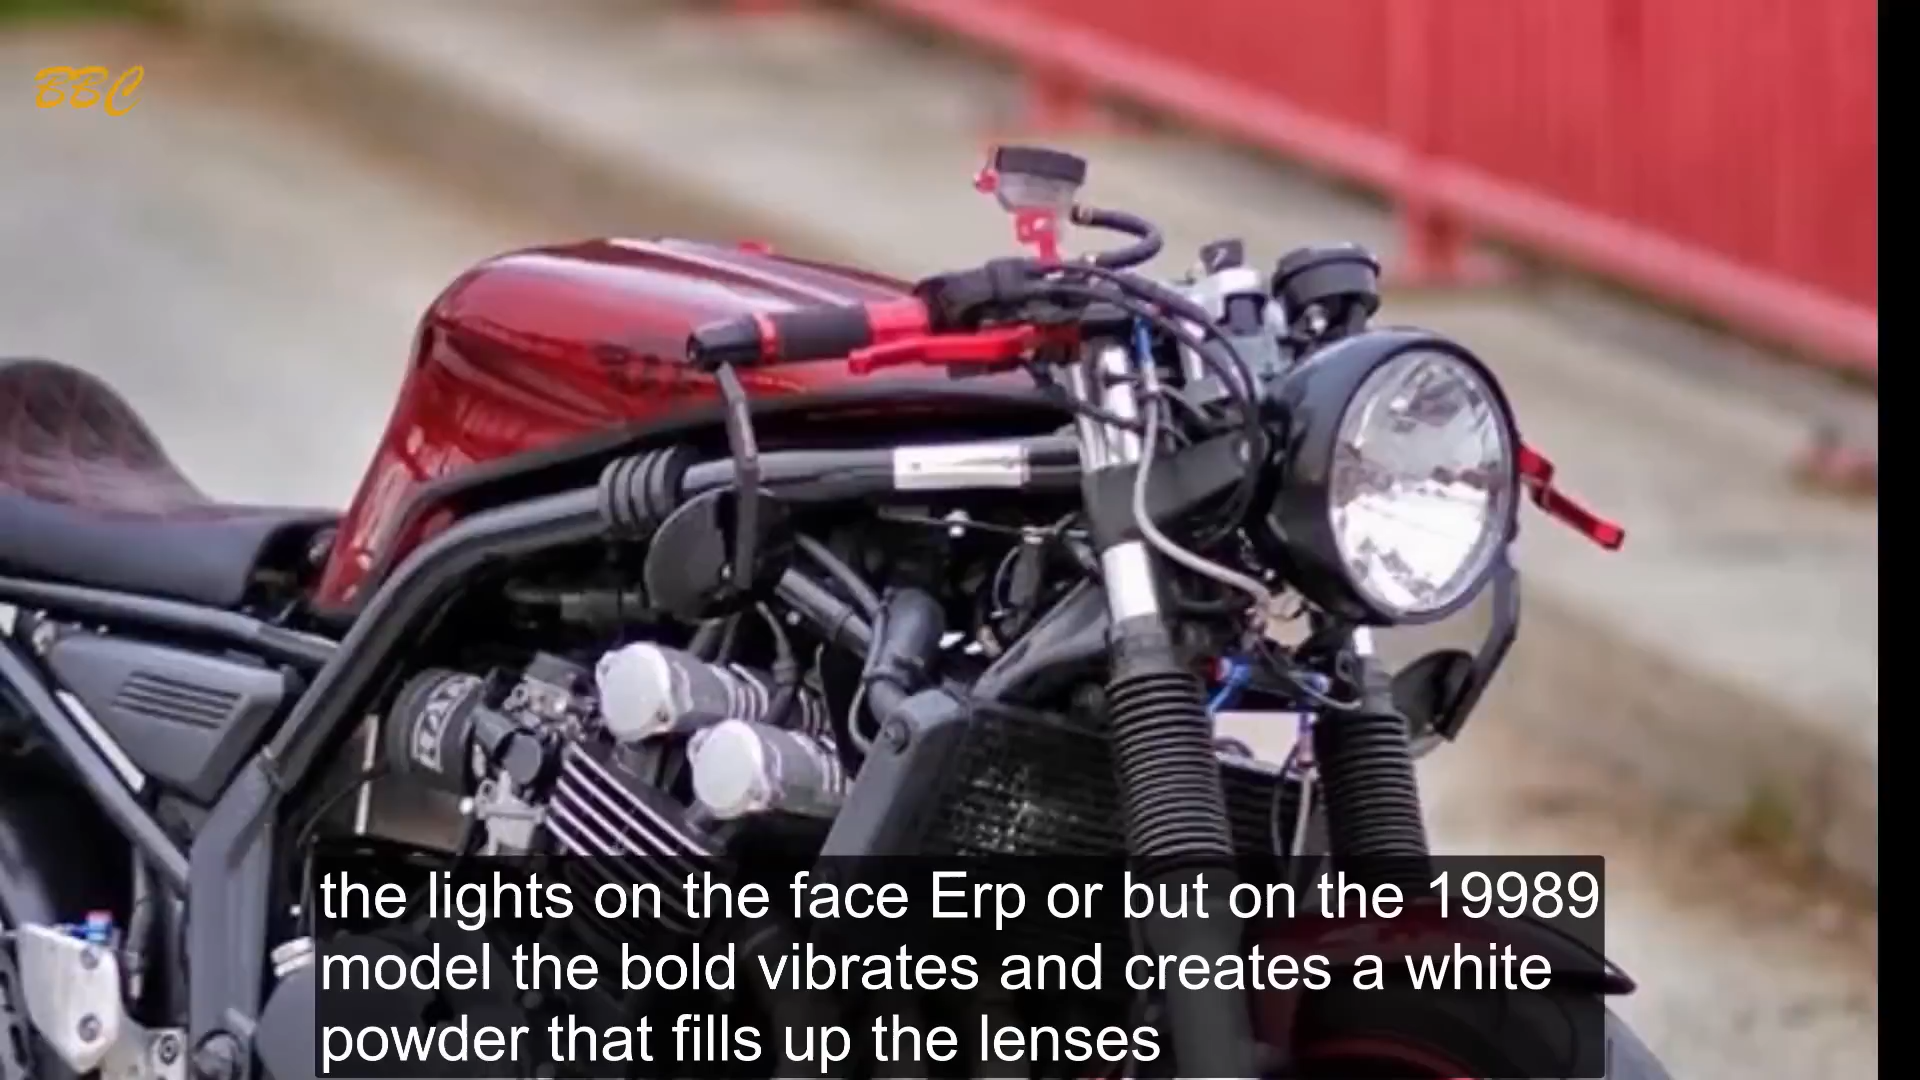 BBC
the lights on the face Erp or but on the 19989
model the bold vibrates and creates a white
powder that fills up the lenses